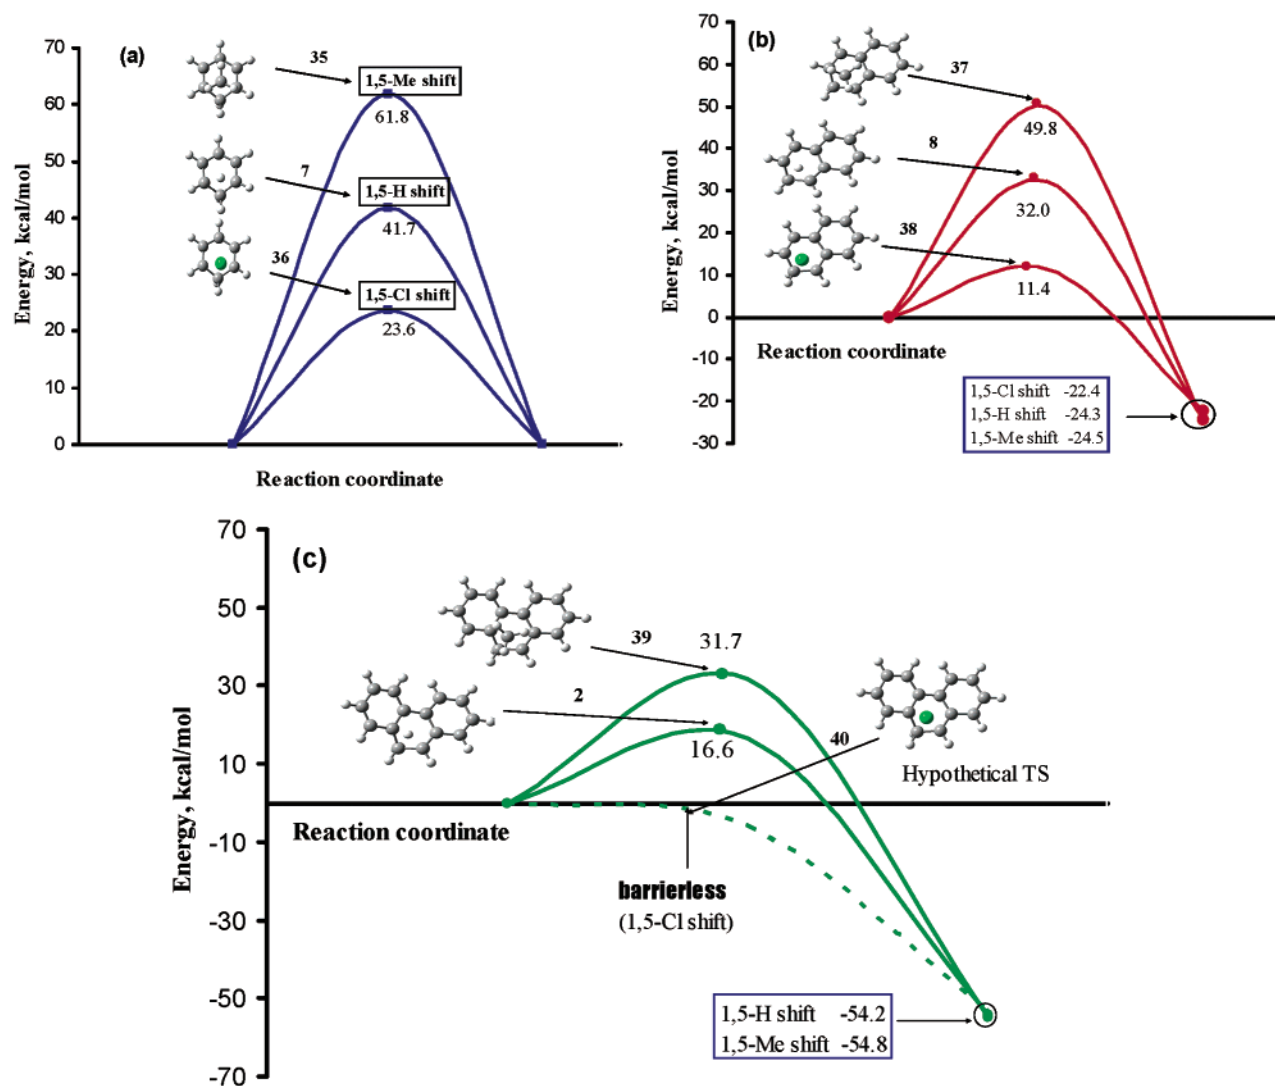 (a)
70
60
50
40
30
20
10
0
Energy, kcal/mol
35
1,5-Me shift
61.8
7
1,5-H shift
41.7
36
1,5-Cl shift
23.6
Reaction coordinate
(b)
70
60
50
40
30
20
10
0
-10
-20
-30
Energy, kcal/mol
37
49.8
8
32.0
38
11.4
Reaction coordinate
1,5-Cl shift -22.4
1,5-H shift -24.3
1,5-Me shift -24.5
(c)
70
50
30
10
-10
-30
-50
-70
Energy, kcal/mol
39
31.7
2
16.6
40
Hypothetical TS
Reaction coordinate
barrierless
(1,5-Cl shift)
1,5-H shift -54.2
1,5-Me shift -54.8